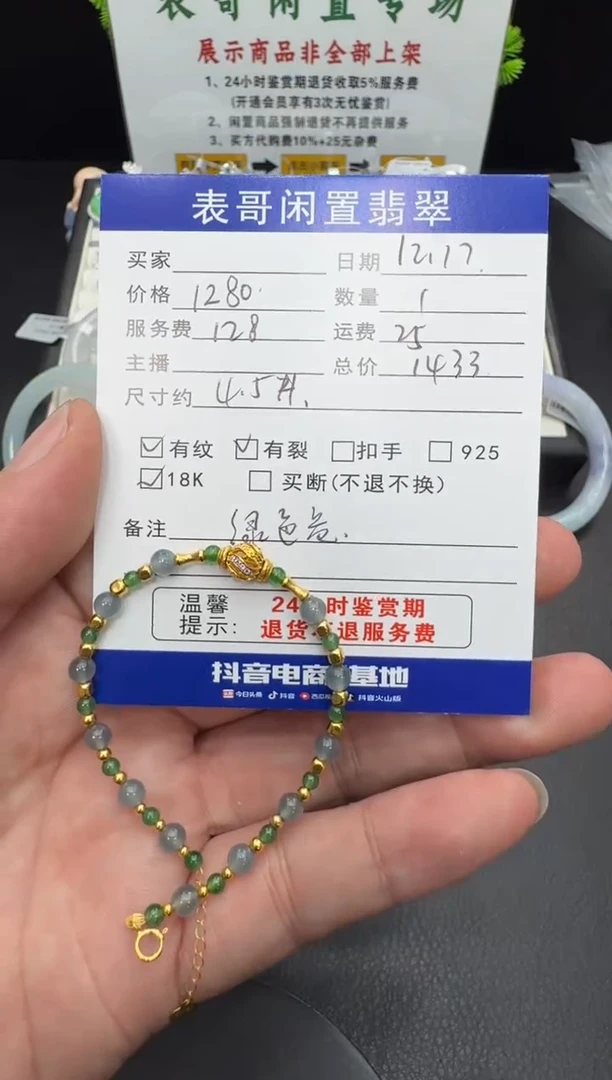 表哥闲置专场
展示商品非全部上架
1、24小时鉴赏期退货收取5%服务费
(开通会员享有3次无忧鉴赏)
2、闲置商品强制退货不再提供服务
3、买方代购费10%+25元杂费
表哥闲置翡翠
买家 日期 12.17.
价格 1280. 数量 1
服务费 128 运费 25
主播 总价 1433
尺寸约 4.5
有纹 有裂 扣手 925
18K 买断(不退不换)
备注 绿色
温馨 24 时鉴赏期
提示: 退货 退服务费
抖音电商 基地
今日头条 抖音 西瓜 抖音火山版